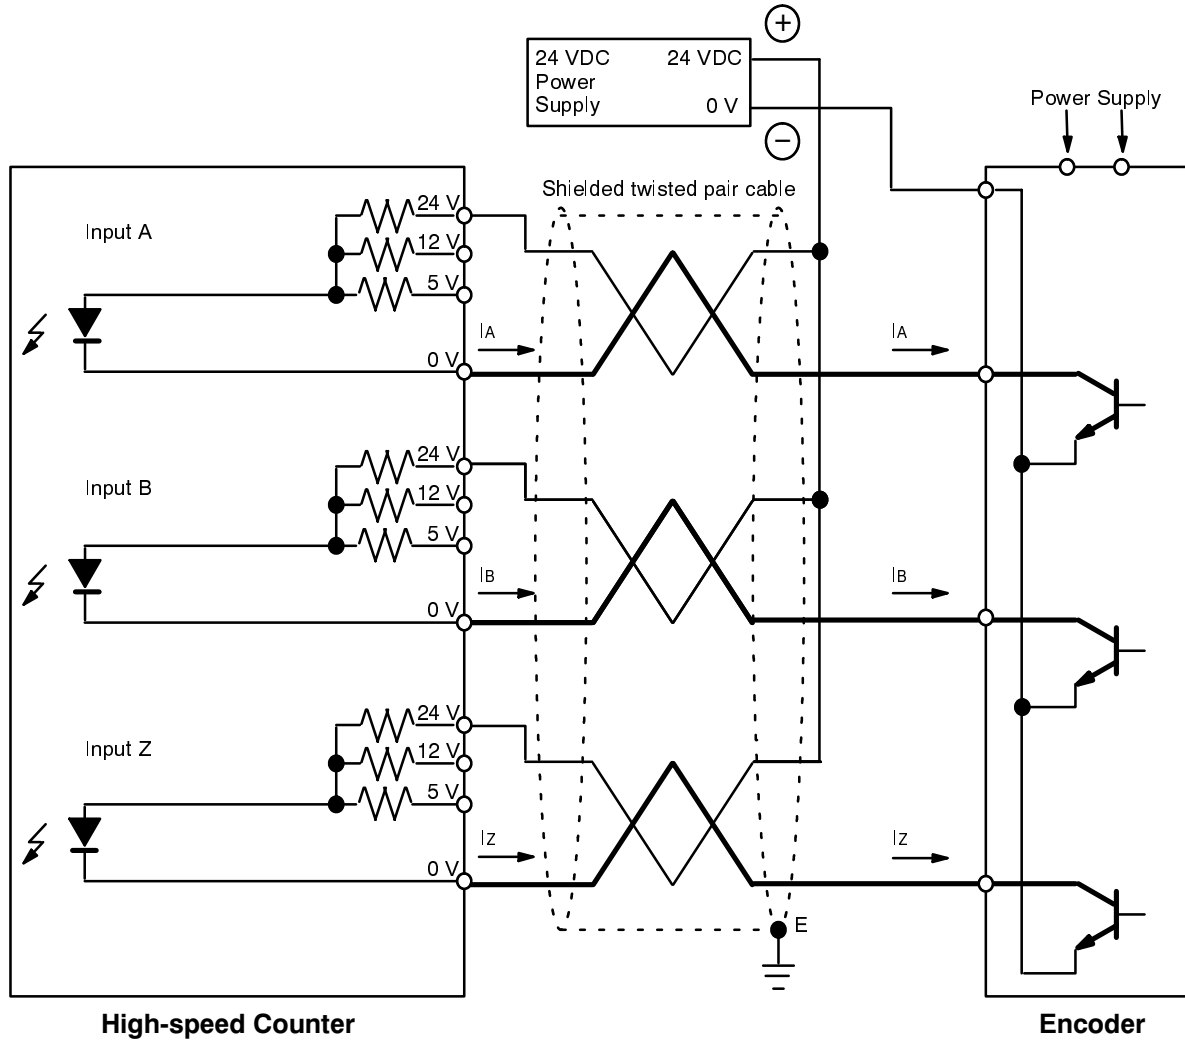 +
24 VDC 24 VDC
Power
Supply 0 V
−
Power Supply
Shielded twisted pair cable
Input A
24 V
12 V
5 V
0 V
IA
IA
Input B
24 V
12 V
5 V
0 V
IB
IB
Input Z
24 V
12 V
5 V
0 V
IZ
IZ
E
High-speed Counter
Encoder